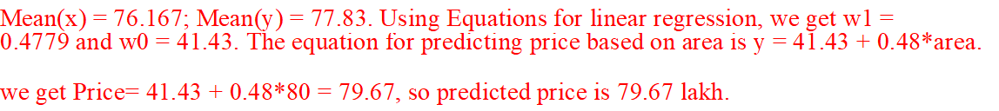 Mean(x) = 76.167; Mean(y) = 77.83. Using Equations for linear regression, we get w1 =
0.4779 and w0 = 41.43. The equation for predicting price based on area is y = 41.43 + 0.48*area.
we get Price= 41.43 + 0.48*80 = 79.67, so predicted price is 79.67 lakh.